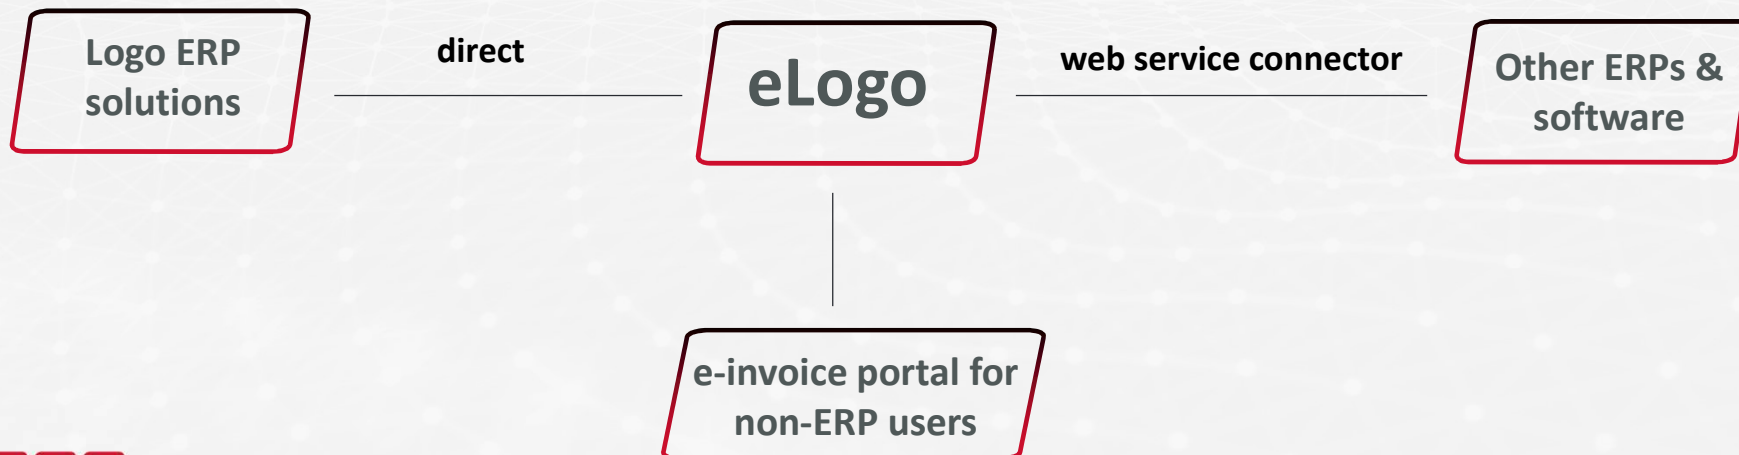 Logo ERP
solutions
direct
eLogo
web service connector
Other ERPs &
software
e-invoice portal for
non-ERP users